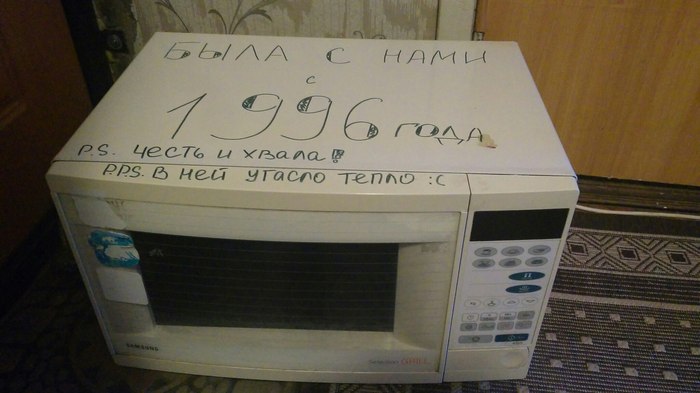 БЫЛА С НАМИ
С
1996 ГОДА
P.S. ЧЕСТЬ И ХВАЛА!
P.P.S. В НЕЙ УГАСЛО ТЕПЛО :C
SAMSUNG